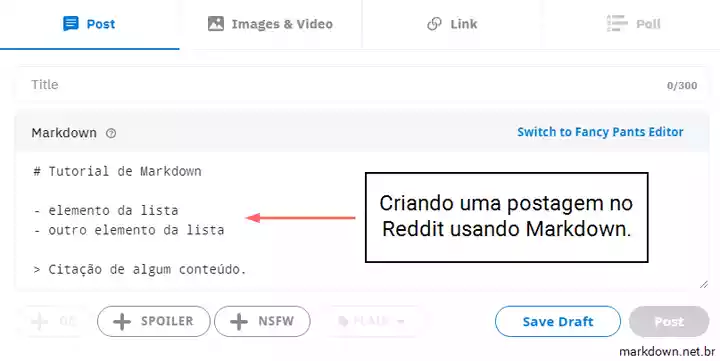 Post
Images & Video
Link
Poll
Title
0/300
Markdown
Switch to Fancy Pants Editor
# Tutorial de Markdown
- elemento da lista
- outro elemento da lista
> Citação de algum conteúdo.
Criando uma postagem no
Reddit usando Markdown.
OC
SPOILER
NSFW
FLAIR
Save Draft
Post
markdown.net.br